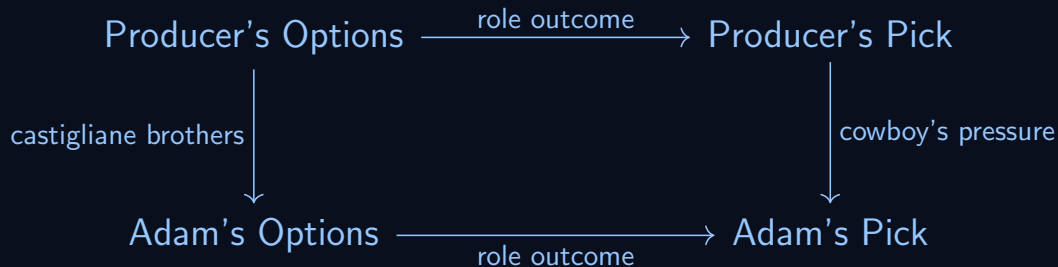 role outcome
Producer's Options
Producer's Pick
castigliane brothers
cowboy's pressure
Adam's Options
Adam's Pick
role outcome